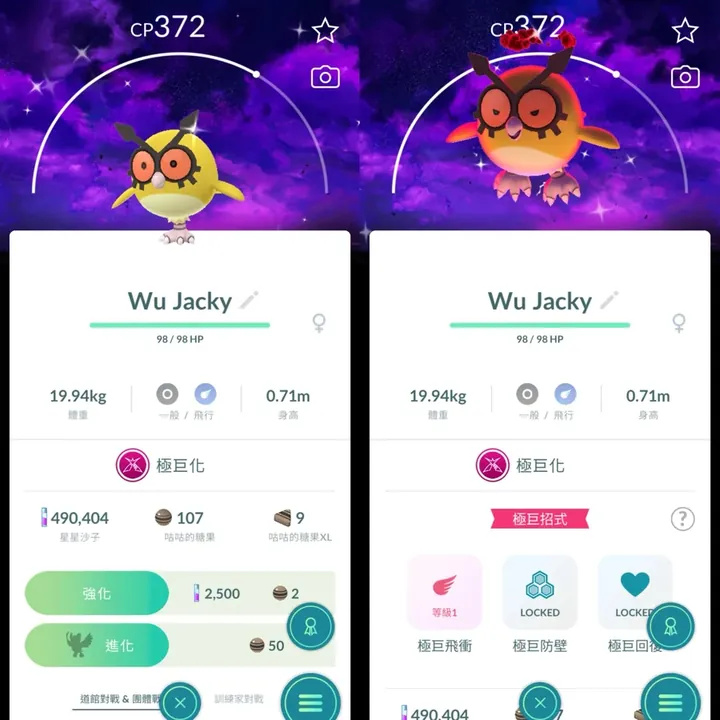 CP372
Wu Jacky
98 / 98 HP
19.94kg
0.71m
體重
一般 / 飛行
身高
極巨化
490,404
107
9
星星沙子
咕咕的糖果
咕咕的糖果XL
強化
2,500
2
進化
50
道館對戰 & 團體戰
訓練家對戰
CP372
Wu Jacky
98 / 98 HP
19.94kg
0.71m
體重
一般 / 飛行
身高
極巨化
極巨招式
?
等級1
LOCKED
LOCKED
極巨飛衝
極巨防壁
極巨回復
490,404